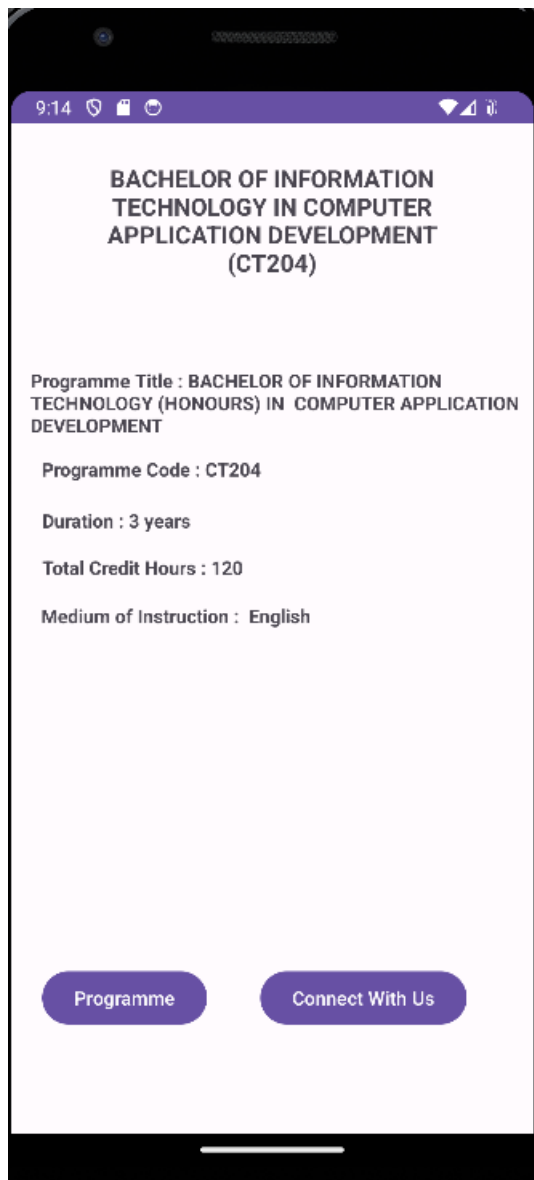 9:14
BACHELOR OF INFORMATION
TECHNOLOGY IN COMPUTER
APPLICATION DEVELOPMENT
(CT204)
Programme Title : BACHELOR OF INFORMATION
TECHNOLOGY (HONOURS) IN  COMPUTER APPLICATION
DEVELOPMENT
Programme Code : CT204
Duration : 3 years
Total Credit Hours : 120
Medium of Instruction :  English
Programme
Connect With Us